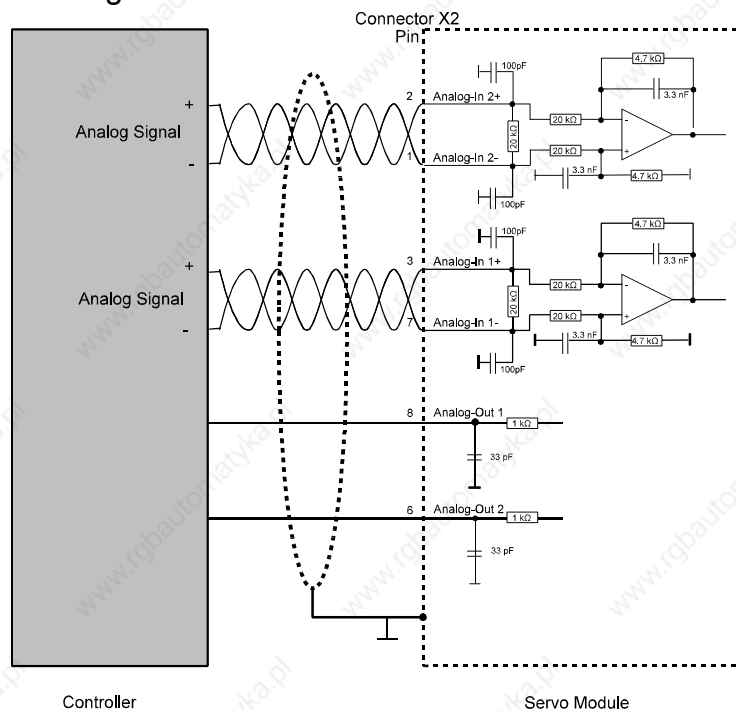 Connector X2
Pin
100pF
4.7 kΩ
3.3 nF
+
2
Analog-In 2+
20 kΩ
-
Analog Signal
20 kΩ
20 kΩ
+
-
1
Analog-In 2-
3.3 nF
4.7 kΩ
100pF
100pF
4.7 kΩ
3.3 nF
+
3
Analog-In 1+
20 kΩ
-
Analog Signal
20 kΩ
20 kΩ
+
-
7
Analog-In 1-
3.3 nF
4.7 kΩ
100pF
8
Analog-Out 1
1 kΩ
33 pF
6
Analog-Out 2
1 kΩ
33 pF
Controller
Servo Module
www.rgbautomatyka.pl